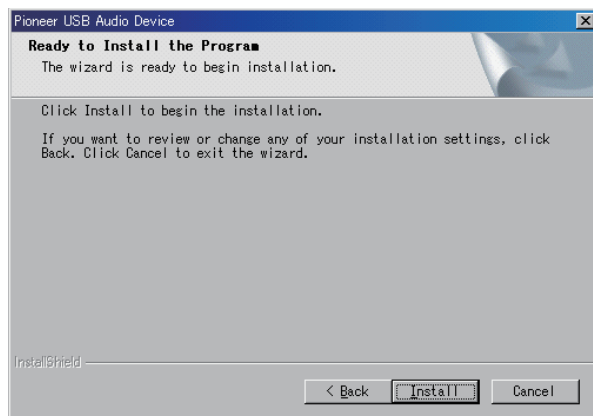 Pioneer USB Audio Device
Ready to Install the Program
The wizard is ready to begin installation.
Click Install to begin the installation.
If you want to review or change any of your installation settings, click
Back. Click Cancel to exit the wizard.
InstallShield
< Back Install Cancel